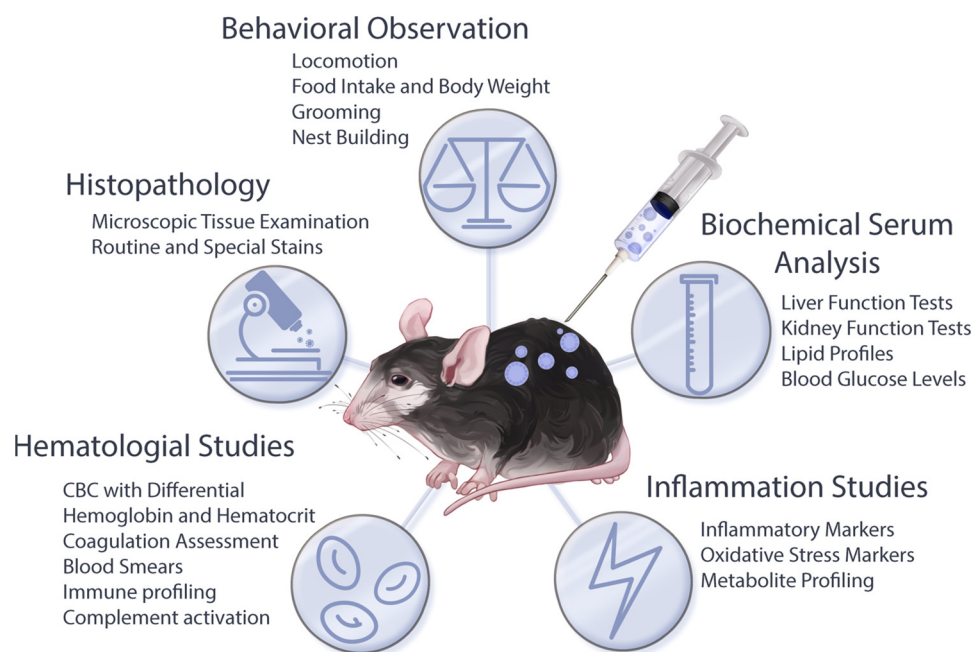 Behavioral Observation
Locomotion
Food Intake and Body Weight
Grooming
Nest Building
Histopathology
Microscopic Tissue Examination
Routine and Special Stains
Biochemical Serum
Analysis
Liver Function Tests
Kidney Function Tests
Lipid Profiles
Blood Glucose Levels
Hematologial Studies
CBC with Differential
Hemoglobin and Hematocrit
Coagulation Assessment
Blood Smears
Immune profiling
Complement activation
Inflammation Studies
Inflammatory Markers
Oxidative Stress Markers
Metabolite Profiling